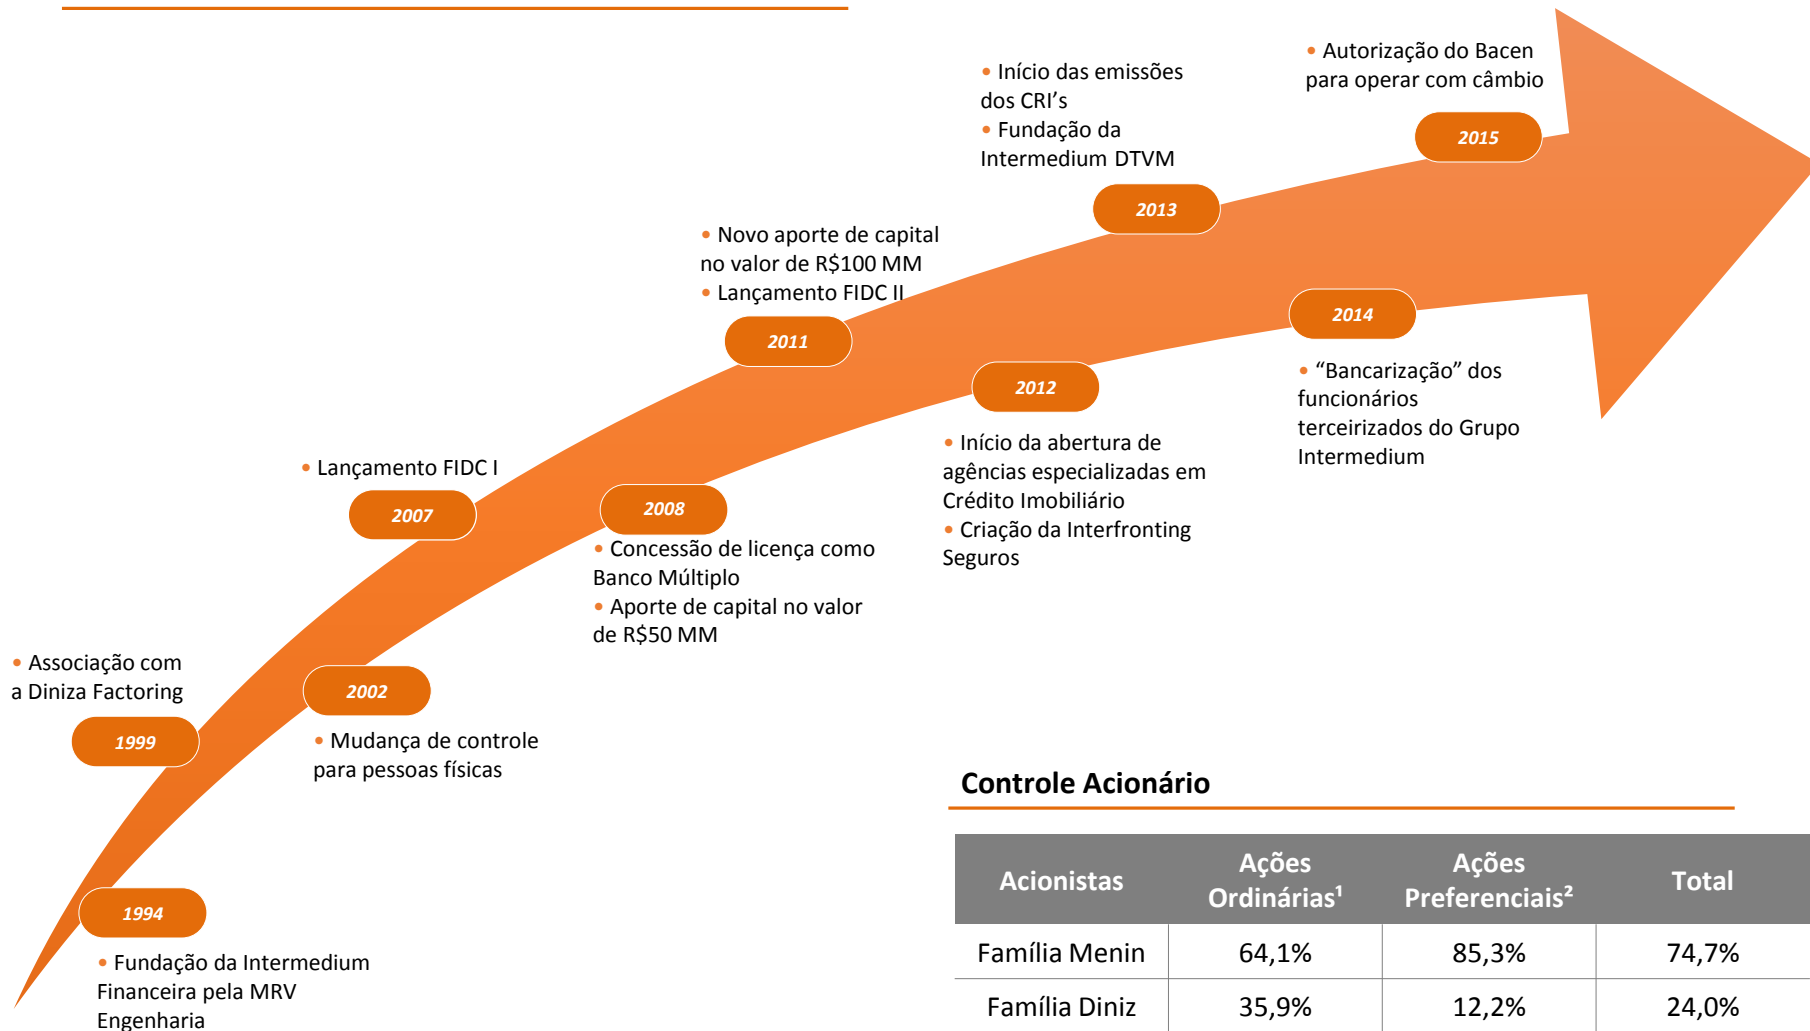 • Autorização do Bacen
para operar com câmbio
2015
• Início das emissões
dos CRI’s
• Fundação da
Intermedium DTVM
2013
• Novo aporte de capital
no valor de R$100 MM
• Lançamento FIDC II
2011
2014
• “Bancarização” dos
funcionários
terceirizados do Grupo
Intermedium
2012
• Início da abertura de
agências especializadas em
Crédito Imobiliário
• Criação da Interfronting
Seguros
• Lançamento FIDC I
2007
2008
• Concessão de licença como
Banco Múltiplo
• Aporte de capital no valor
de R$50 MM
• Associação com
a Diniza Factoring
1999
2002
• Mudança de controle
para pessoas físicas
1994
• Fundação da Intermedium
Financeira pela MRV
Engenharia
Controle Acionário
Acionistas Ações Ordinárias¹ Ações Preferenciais² Total
Família Menin 64,1% 85,3% 74,7%
Família Diniz 35,9% 12,2% 24,0%